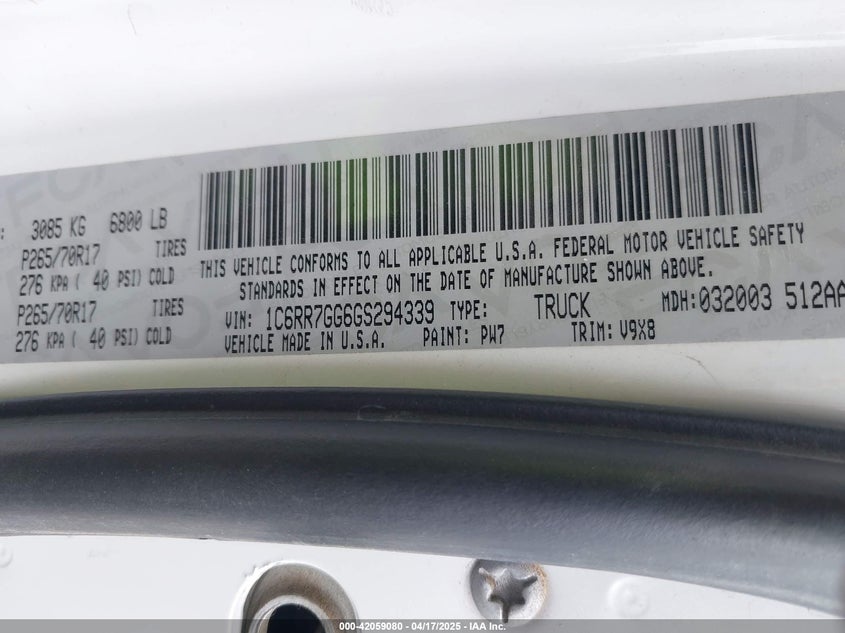 : 3085 KG 6800 LB
P265/70R17 TIRES
276 KPA ( 40 PSI) COLD
P265/70R17 TIRES
276 KPA ( 40 PSI) COLD
THIS VEHICLE CONFORMS TO ALL APPLICABLE U.S.A. FEDERAL MOTOR VEHICLE SAFETY
STANDARDS IN EFFECT ON THE DATE OF MANUFACTURE SHOWN ABOVE.
VIN: 1C6RR7GG6GS294339 TYPE: TRUCK MDH: 032003 512AA
VEHICLE MADE IN U.S.A. PAINT: PW7 TRIM: V9X8
000-42059080 - 04/17/2025 - IAA Inc.